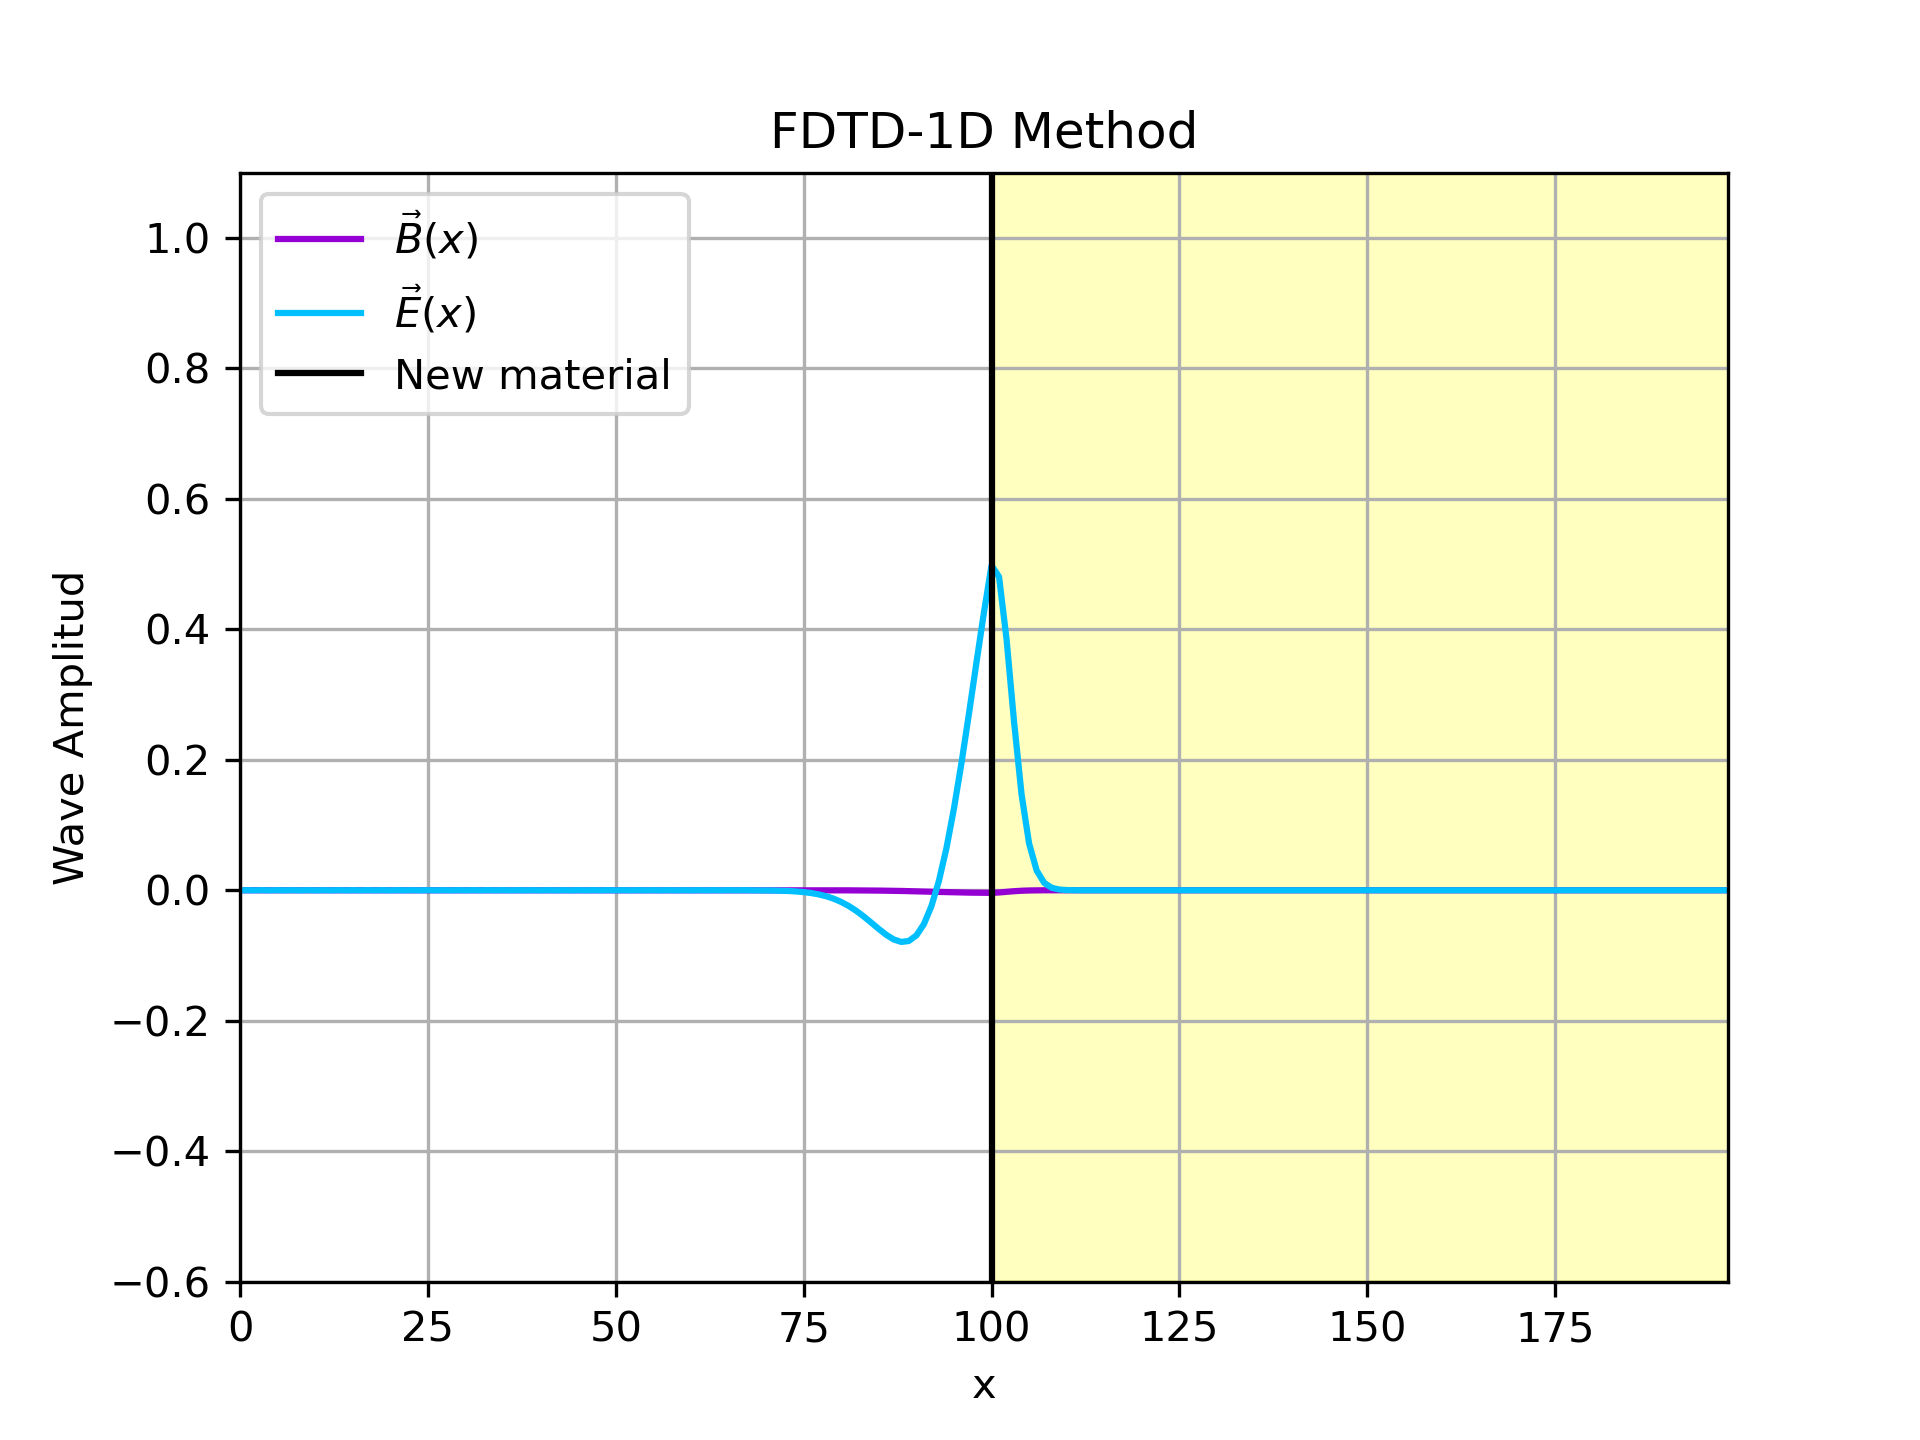 FDTD-1D Method
B⃗(x)
E⃗(x)
New material
Wave Amplitud
1.0
0.8
0.6
0.4
0.2
0.0
−0.2
−0.4
−0.6
0 25 50 75 100 125 150 175
x